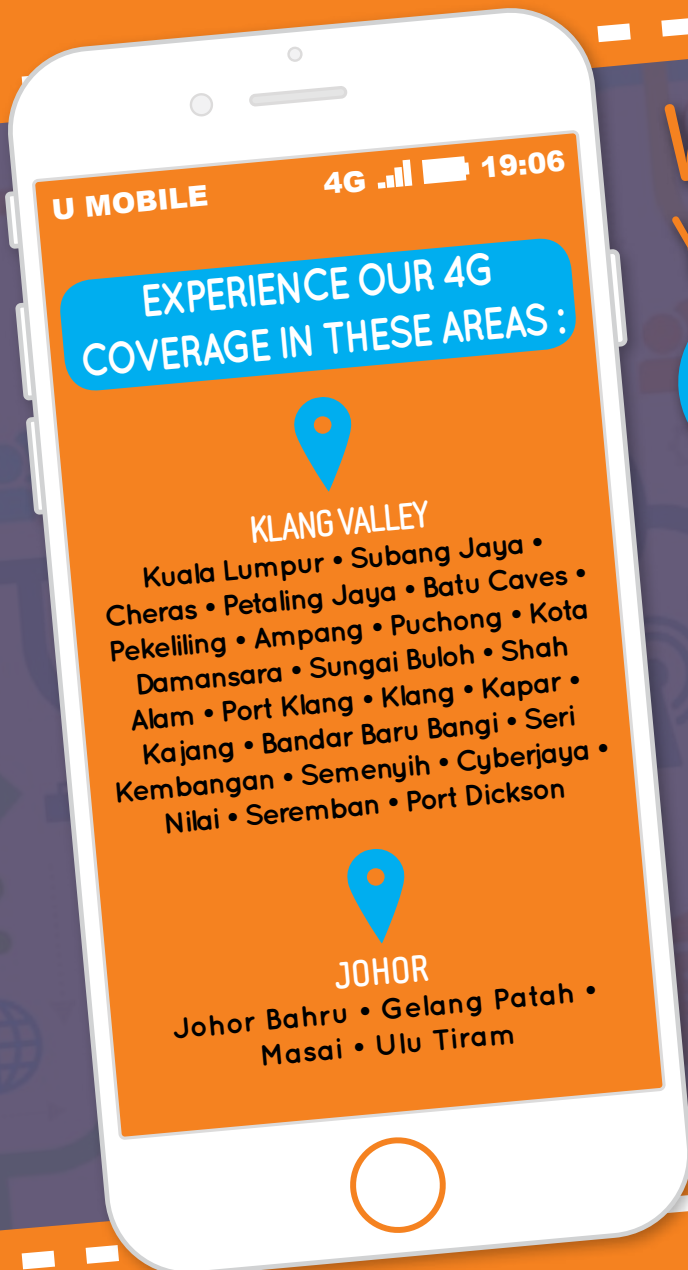 U MOBILE 4G 19:06
EXPERIENCE OUR 4G
COVERAGE IN THESE AREAS :
KLANG VALLEY
Kuala Lumpur • Subang Jaya •
Cheras • Petaling Jaya • Batu Caves •
Pekeliling • Ampang • Puchong • Kota
Damansara • Sungai Buloh • Shah
Alam • Port Klang • Klang • Kapar •
Kajang • Bandar Baru Bangi • Seri
Kembangan • Semenyih • Cyberjaya •
Nilai • Seremban • Port Dickson
JOHOR
Johor Bahru • Gelang Patah •
Masai • Ulu Tiram